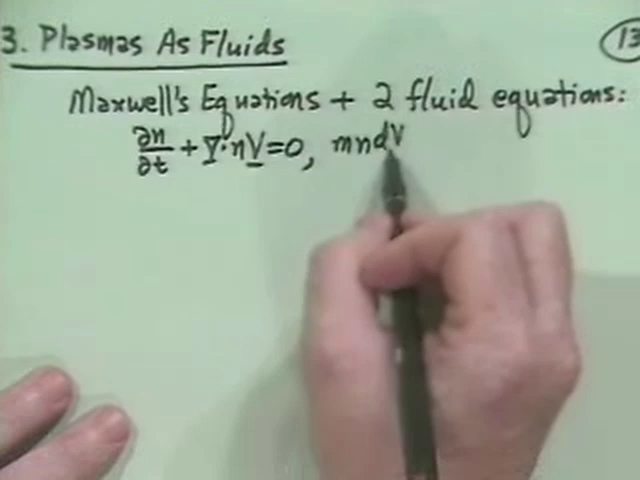 3. Plasmas As Fluids
13
Maxwell's Equations + 2 fluid equations:
∂n/∂t + ∇·nV = 0, mndV